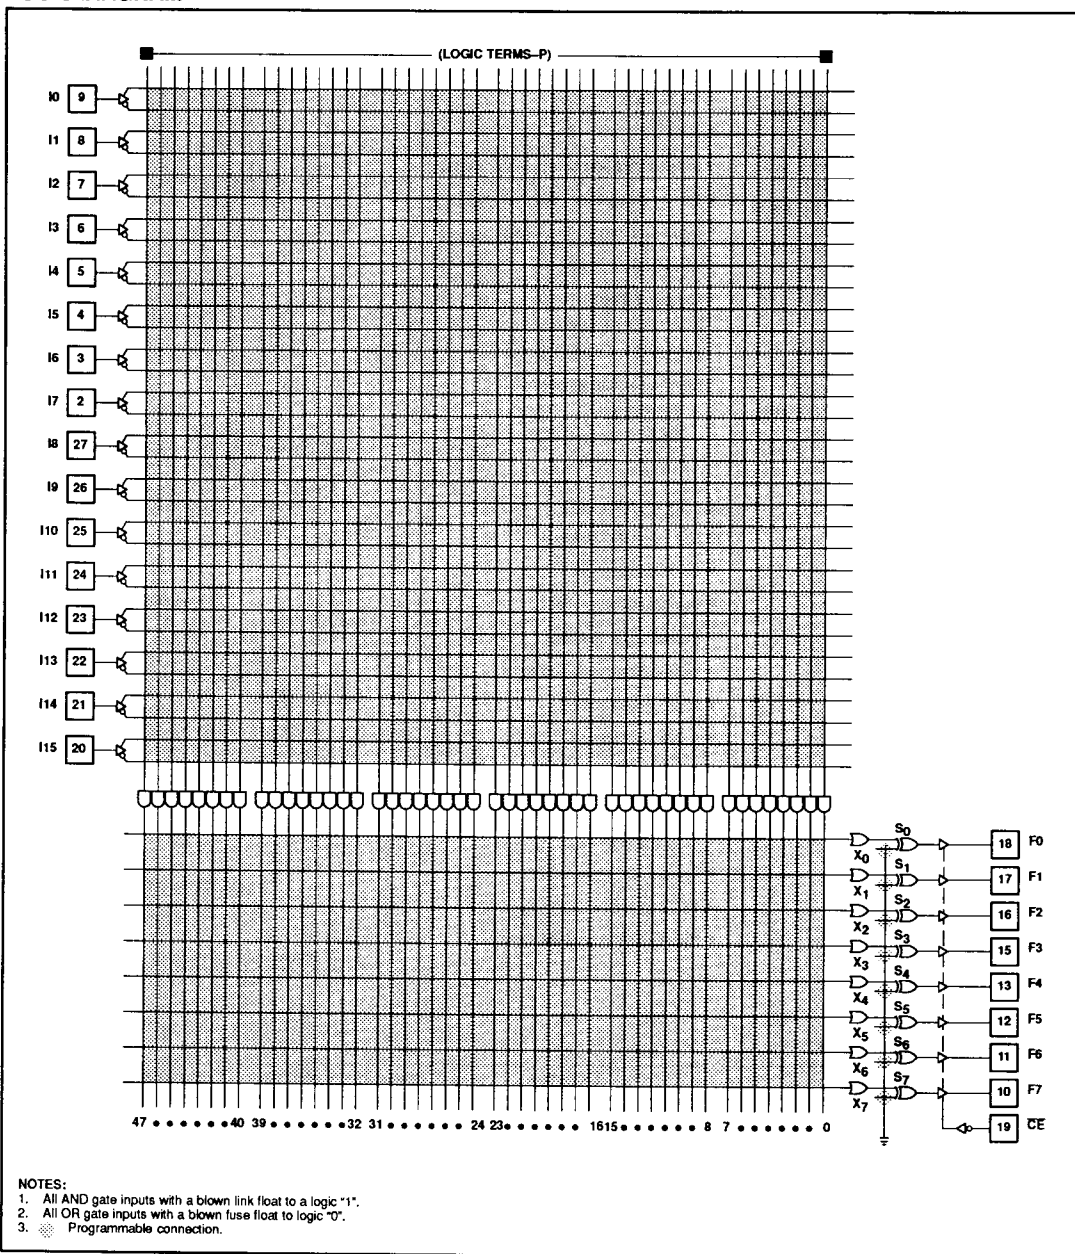 (LOGIC TERMS–P)
I0 9
I1 8
I2 7
I3 6
I4 5
I5 4
I6 3
I7 2
I8 27
I9 26
I10 25
I11 24
I12 23
I13 22
I14 21
I15 20
X0 S0 18 F0
X1 S1 17 F1
X2 S2 16 F2
X3 S3 15 F3
X4 S4 13 F4
X5 S5 12 F5
X6 S6 11 F6
X7 S7 10 F7
47 40 39 32 31 24 23 16 15 8 7 0
19 CE
NOTES:
1. All AND gate inputs with a blown link float to a logic "1".
2. All OR gate inputs with a blown fuse float to logic "0".
3. Programmable connection.